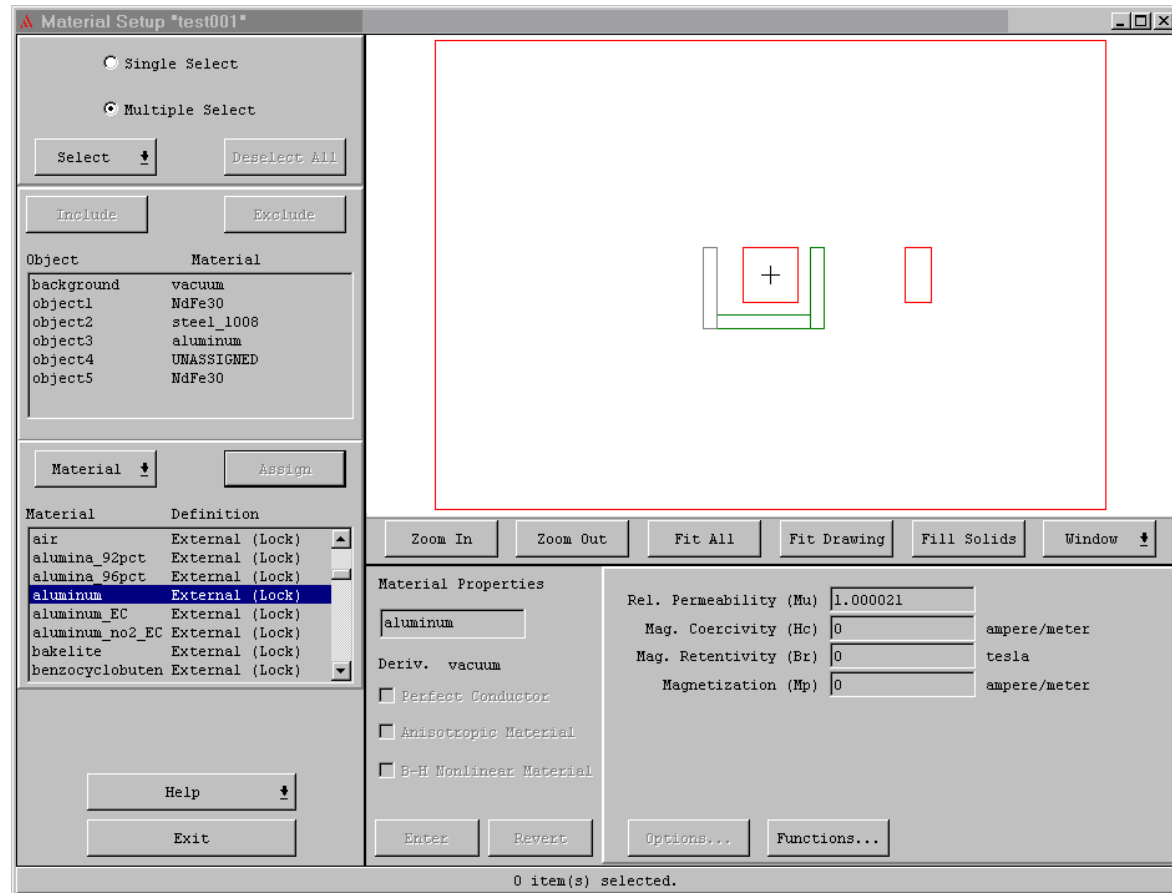 Material Setup "test001"
Single Select
Multiple Select
Select Deselect All
Include Exclude
Object Material
background vacuum
object1 NdFe30
object2 steel_1008
object3 aluminum
object4 UNASSIGNED
object5 NdFe30
Material Assign
Material Definition
air External (Lock)
alumina_92pct External (Lock)
alumina_96pct External (Lock)
aluminum External (Lock)
aluminum_EC External (Lock)
aluminum_no2_EC External (Lock)
bakelite External (Lock)
benzocyclobuten External (Lock)
Help
Exit
Zoom In Zoom Out Fit All Fit Drawing Fill Solids Window
Material Properties
aluminum
Deriv. vacuum
Perfect Conductor
Anisotropic Material
B-H Nonlinear Material
Enter Revert
Rel. Permeability (Mu) 1.000021
Mag. Coercivity (Hc) 0 ampere/meter
Mag. Retentivity (Br) 0 tesla
Magnetization (Mp) 0 ampere/meter
Options... Functions...
0 item(s) selected.